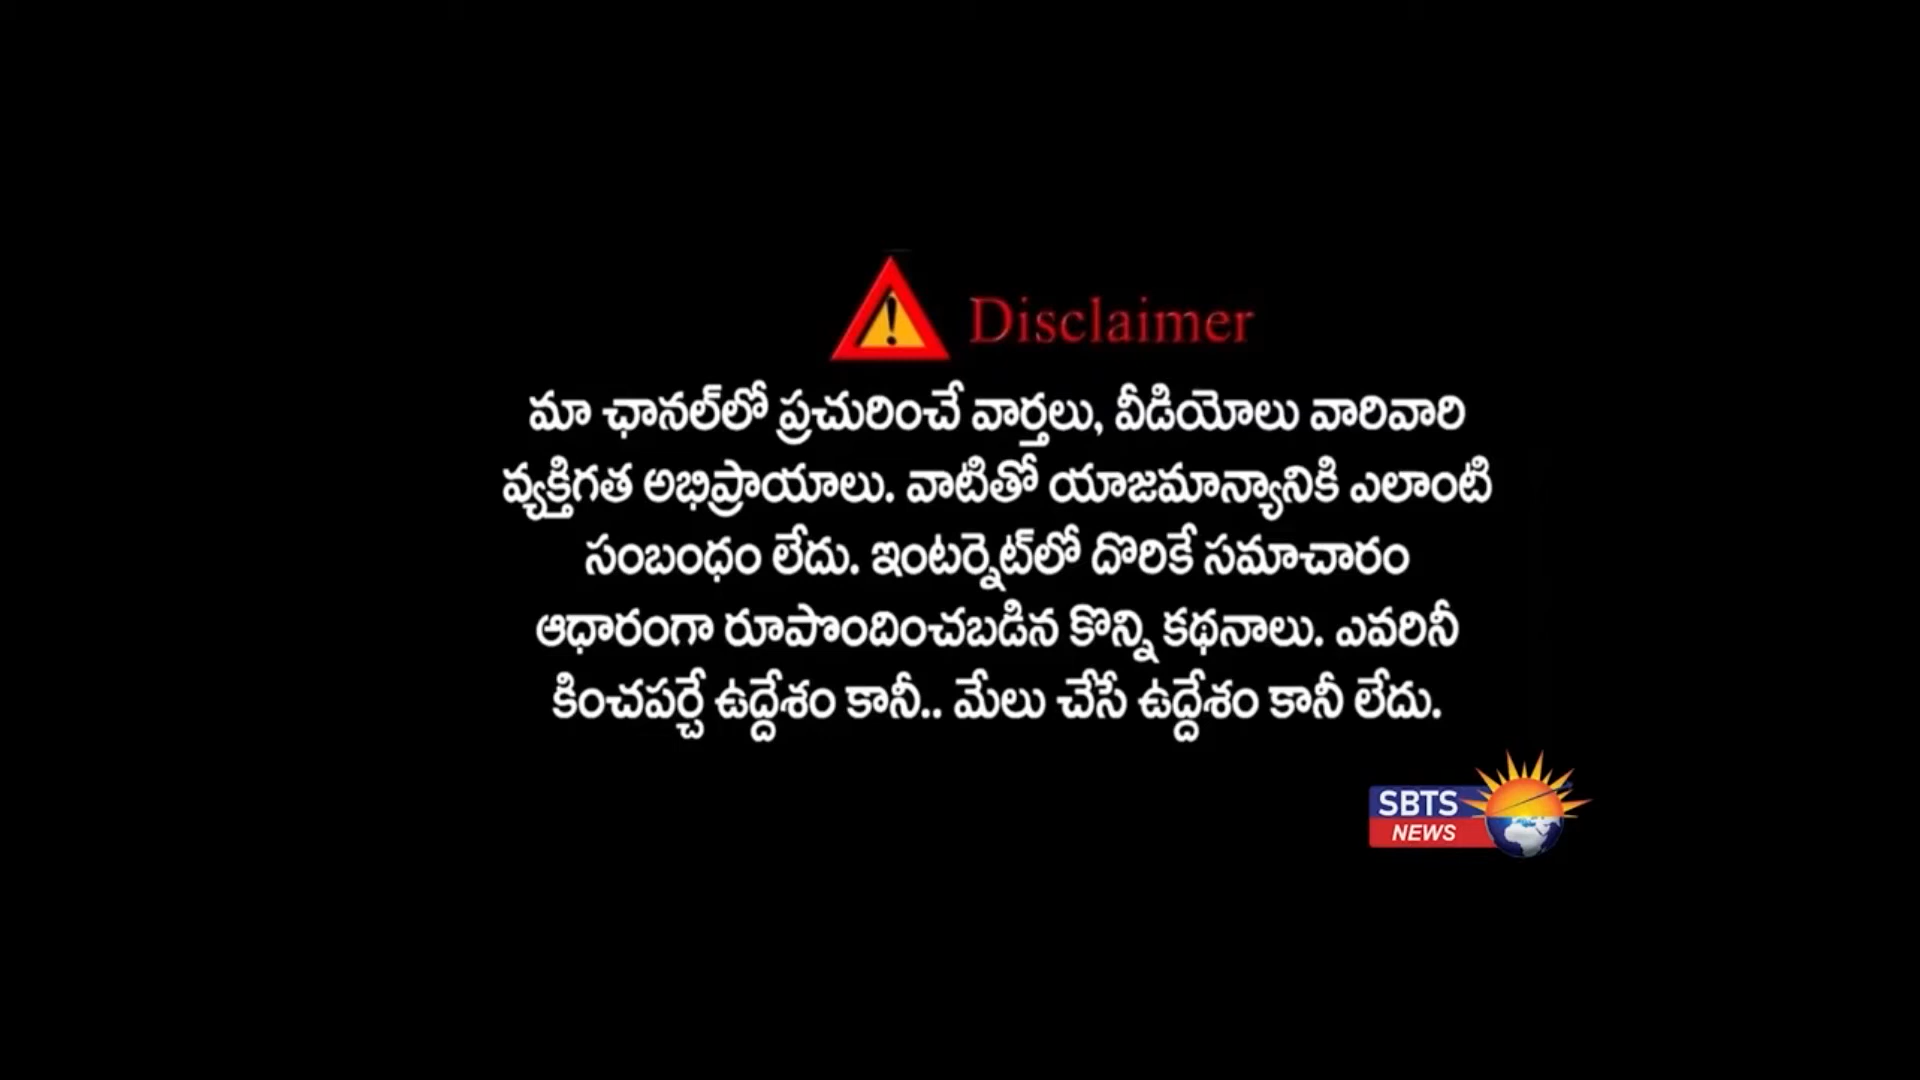 Disclaimer
మా ఛానల్‌లో ప్రచురించే వార్తలు, వీడియోలు వారివారి
వ్యక్తిగత అభిప్రాయాలు. వాటితో యాజమాన్యానికి ఎలాంటి
సంబంధం లేదు. ఇంటర్నెట్‌లో దొరికే సమాచారం
ఆధారంగా రూపొందించబడిన కొన్ని కథనాలు. ఎవరినీ
కించపర్చే ఉద్దేశం కానీ.. మేలు చేసే ఉద్దేశం కానీ లేదు.
SBTS
NEWS